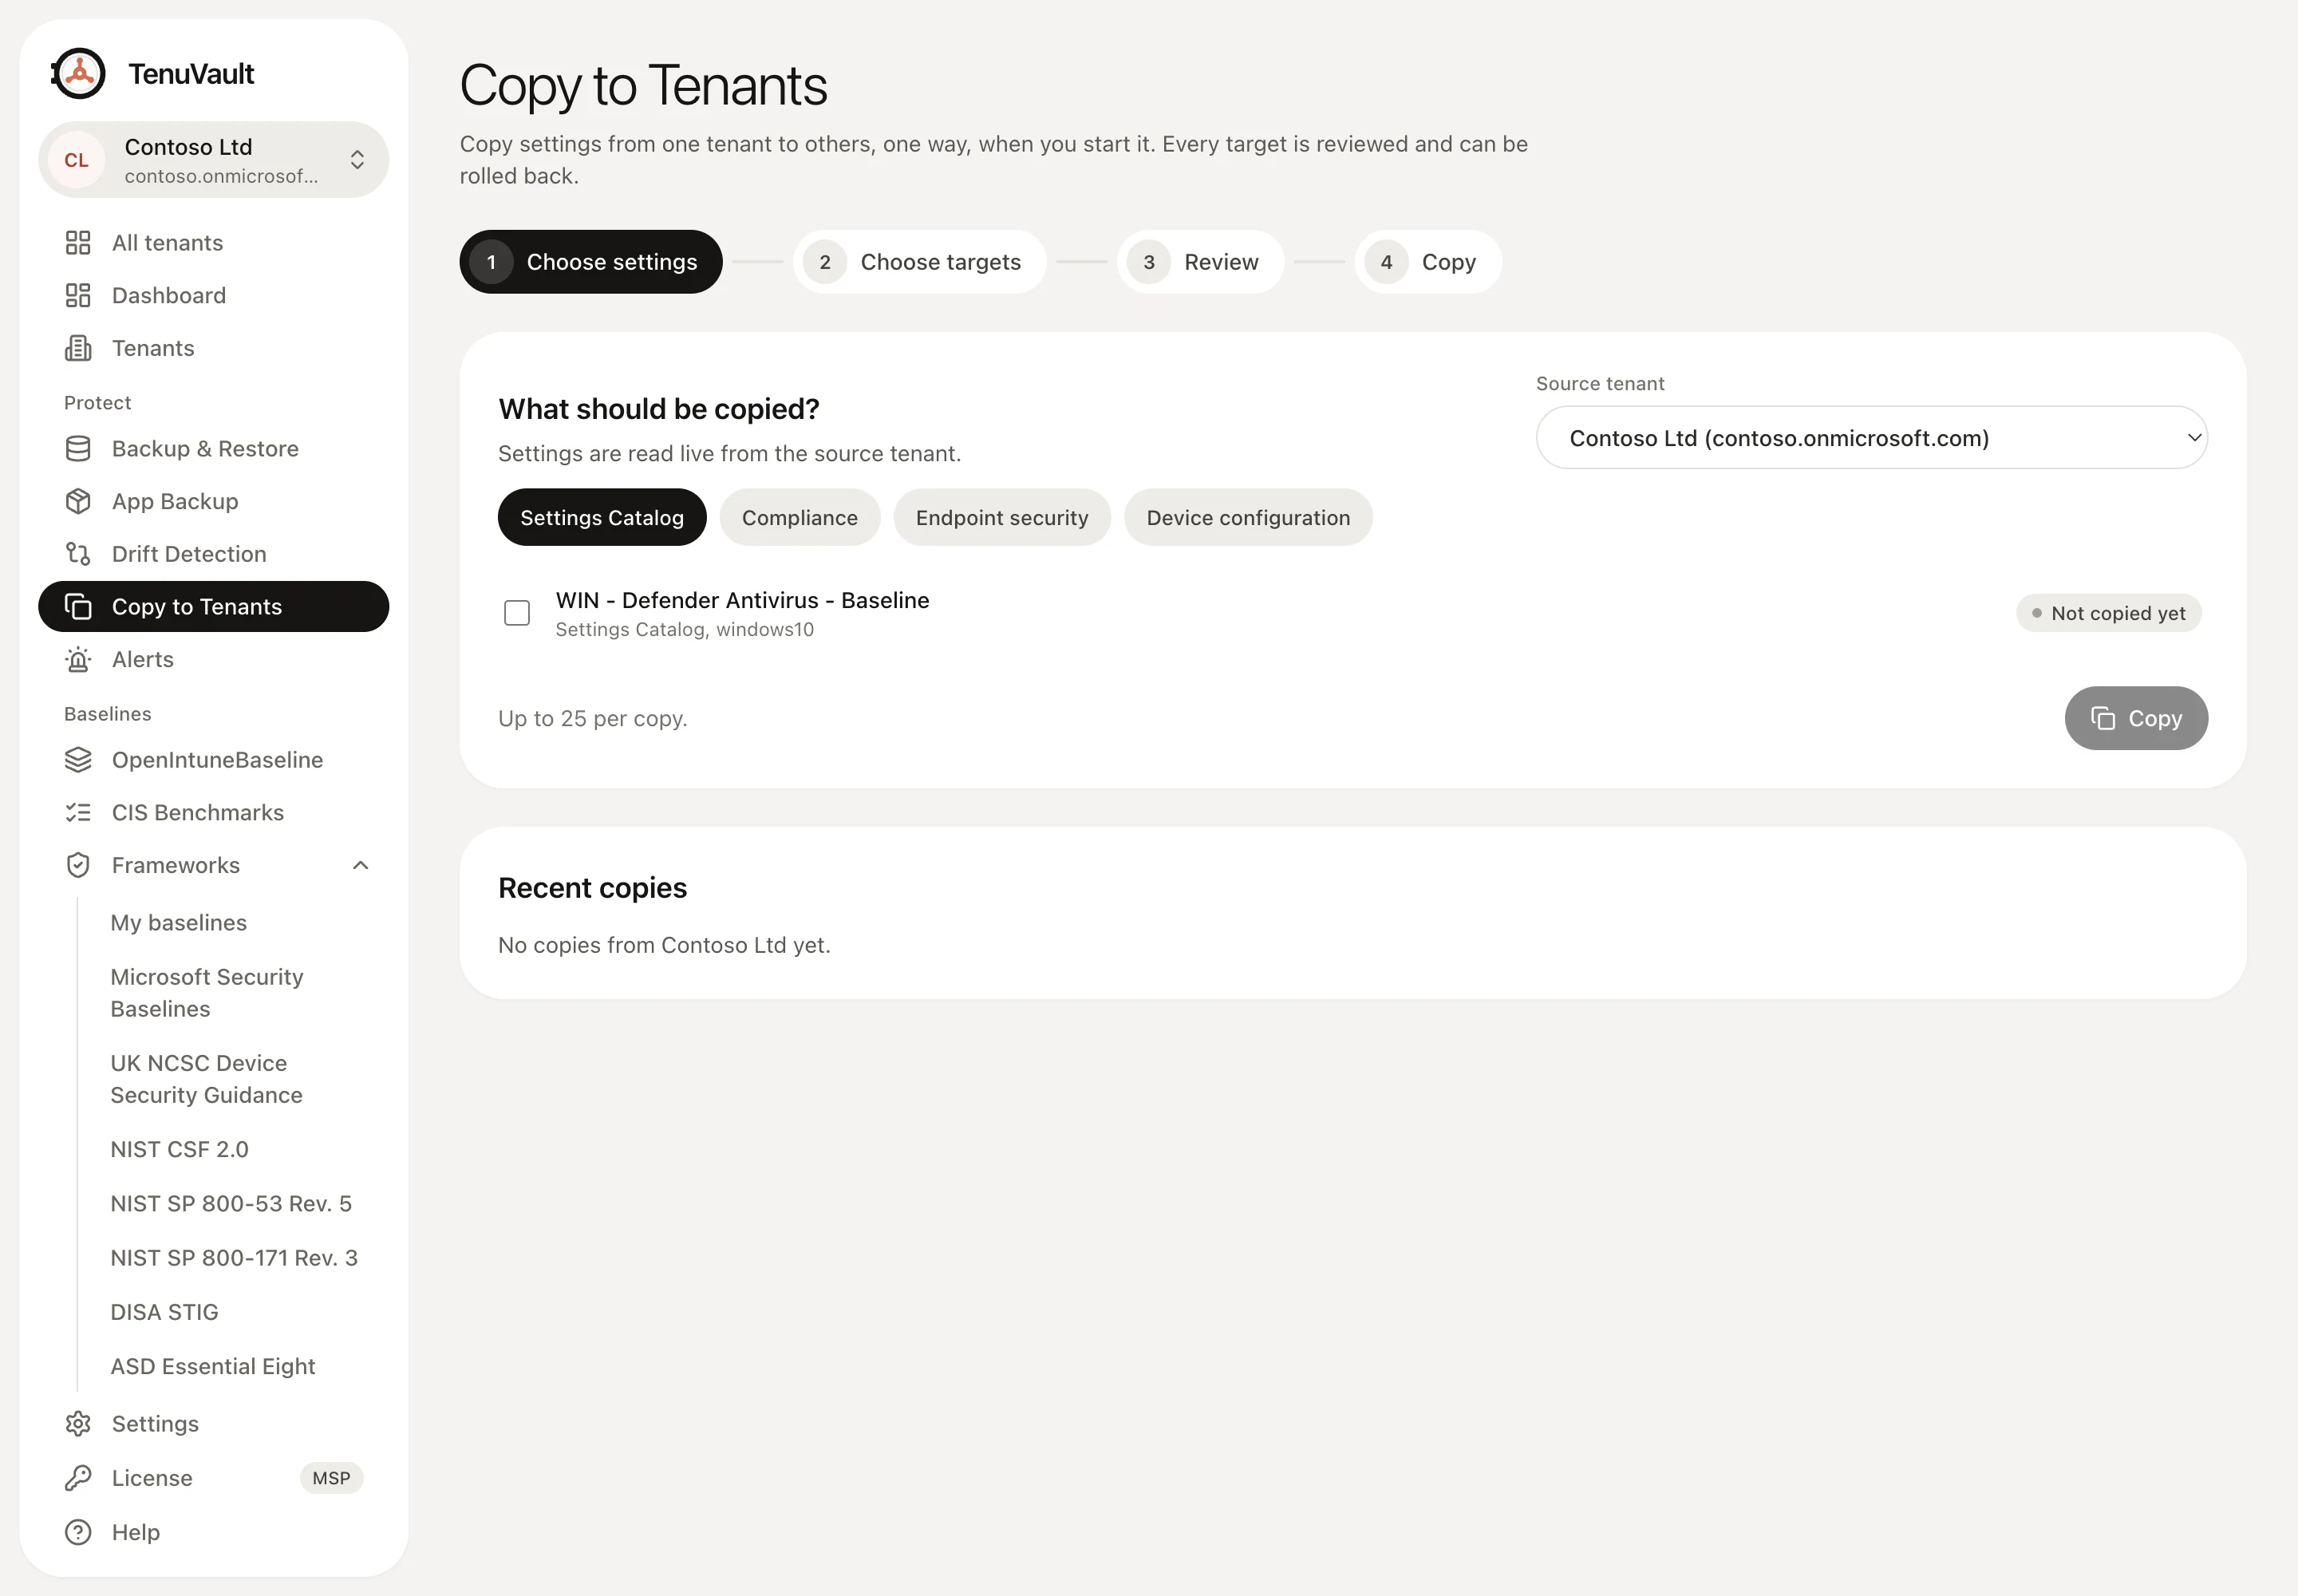 TenuVault
CL
Contoso Ltd
contoso.onmicrosof...
All tenants
Dashboard
Tenants
Protect
Backup & Restore
App Backup
Drift Detection
Copy to Tenants
Alerts
Baselines
OpenIntuneBaseline
CIS Benchmarks
Frameworks
My baselines
Microsoft Security
Baselines
UK NCSC Device
Security Guidance
NIST CSF 2.0
NIST SP 800-53 Rev. 5
NIST SP 800-171 Rev. 3
DISA STIG
ASD Essential Eight
Settings
License MSP
Help
Copy to Tenants
Copy settings from one tenant to others, one way, when you start it. Every target is reviewed and can be
rolled back.
1 Choose settings 2 Choose targets 3 Review 4 Copy
What should be copied?
Settings are read live from the source tenant.
Source tenant
Contoso Ltd (contoso.onmicrosoft.com)
Settings Catalog Compliance Endpoint security Device configuration
WIN - Defender Antivirus - Baseline
Settings Catalog, windows10
Not copied yet
Up to 25 per copy.
Copy
Recent copies
No copies from Contoso Ltd yet.